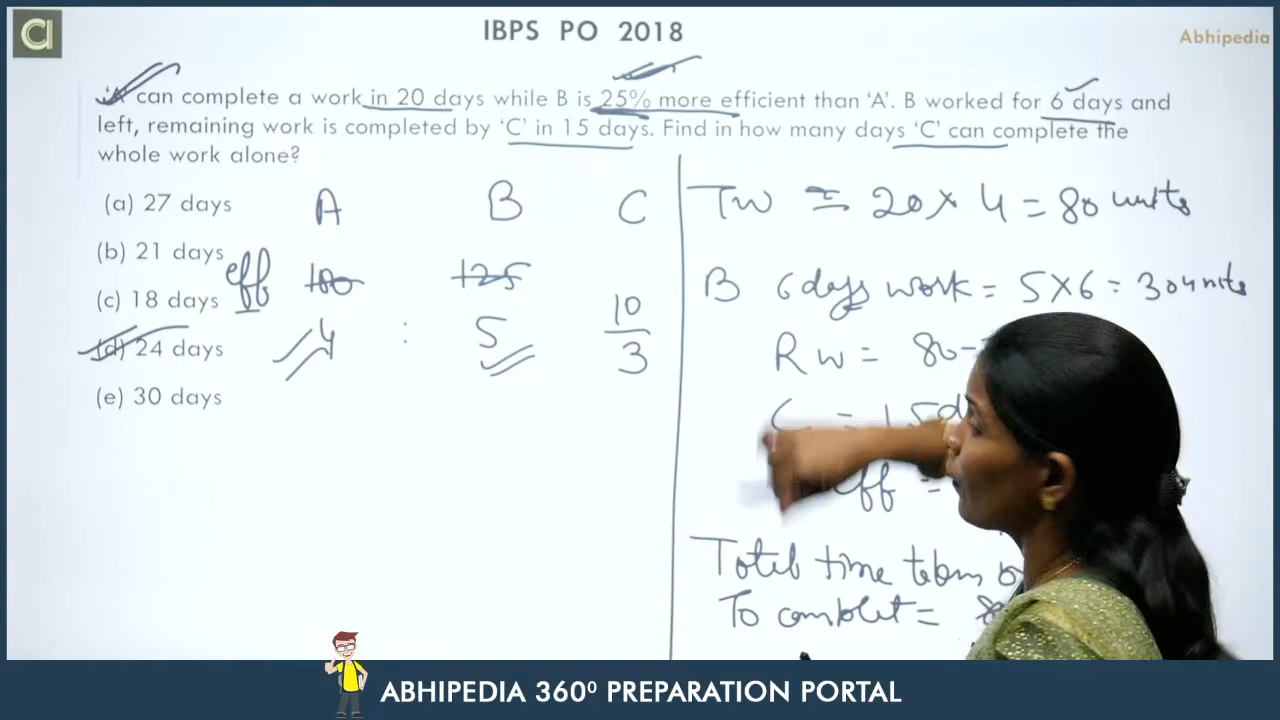 IBPS PO 2018
Abhipedia
'A' can complete a work in 20 days while B is 25% more efficient than 'A'. B worked for 6 days and
left, remaining work is completed by 'C' in 15 days. Find in how many days 'C' can complete the
whole work alone?
(a) 27 days
(b) 21 days
(c) 18 days
(d) 24 days
(e) 30 days
A B C
eff 100 125
4 : 5 10/3
TW = 20 × 4 = 80 units
B 6 days work = 5 × 6 = 30 units
RW = 80 -
C = 15 d
eff =
Total time
To complet =
ABHIPEDIA 360⁰ PREPARATION PORTAL